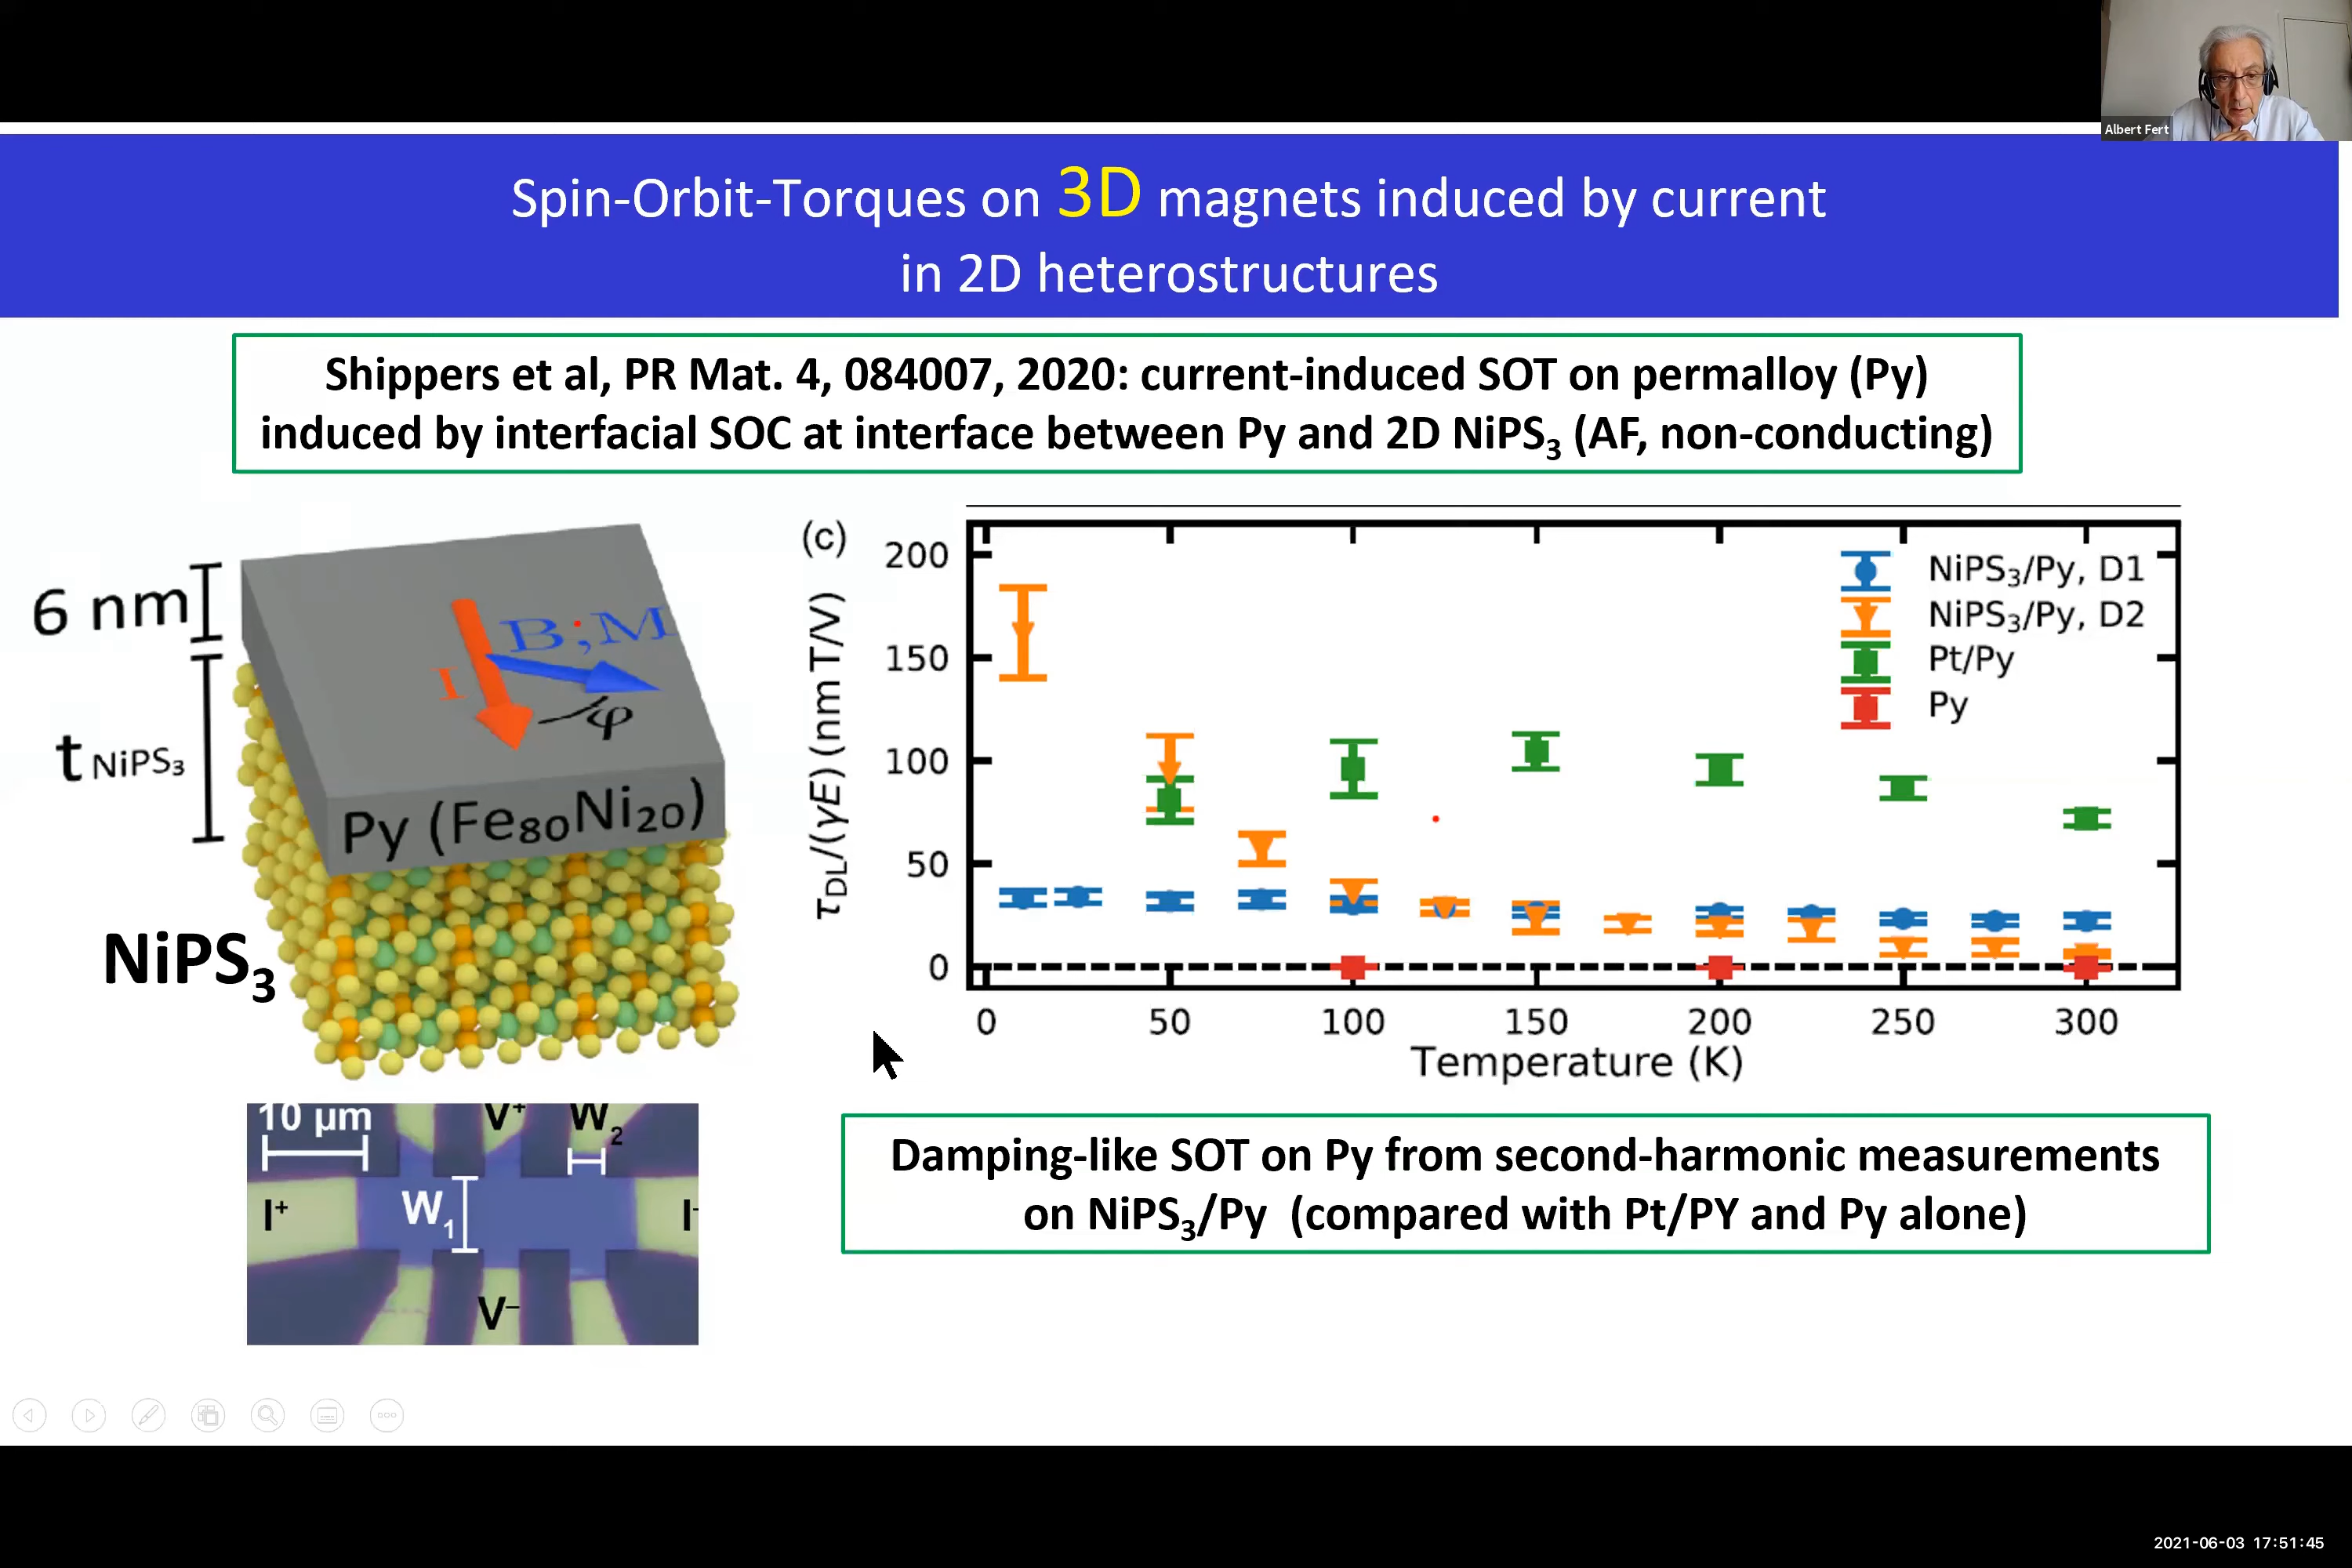 Albert Fert
Spin-Orbit-Torques on 3D magnets induced by current
in 2D heterostructures
Shippers et al, PR Mat. 4, 084007, 2020: current-induced SOT on permalloy (Py)
induced by interfacial SOC at interface between Py and 2D NiPS₃ (AF, non-conducting)
6 nm
t NiPS₃
I
B;M
φ
Py (Fe₈₀Ni₂₀)
NiPS₃
(c)
τ_DL/(γE) (nm T/V)
200
150
100
50
0
NiPS₃/Py, D1
NiPS₃/Py, D2
Pt/Py
Py
0 50 100 150 200 250 300
Temperature (K)
10 μm
V⁺
W₂
I⁺
W₁
I⁻
V⁻
Damping-like SOT on Py from second-harmonic measurements
on NiPS₃/Py (compared with Pt/PY and Py alone)
2021-06-03 17:51:45